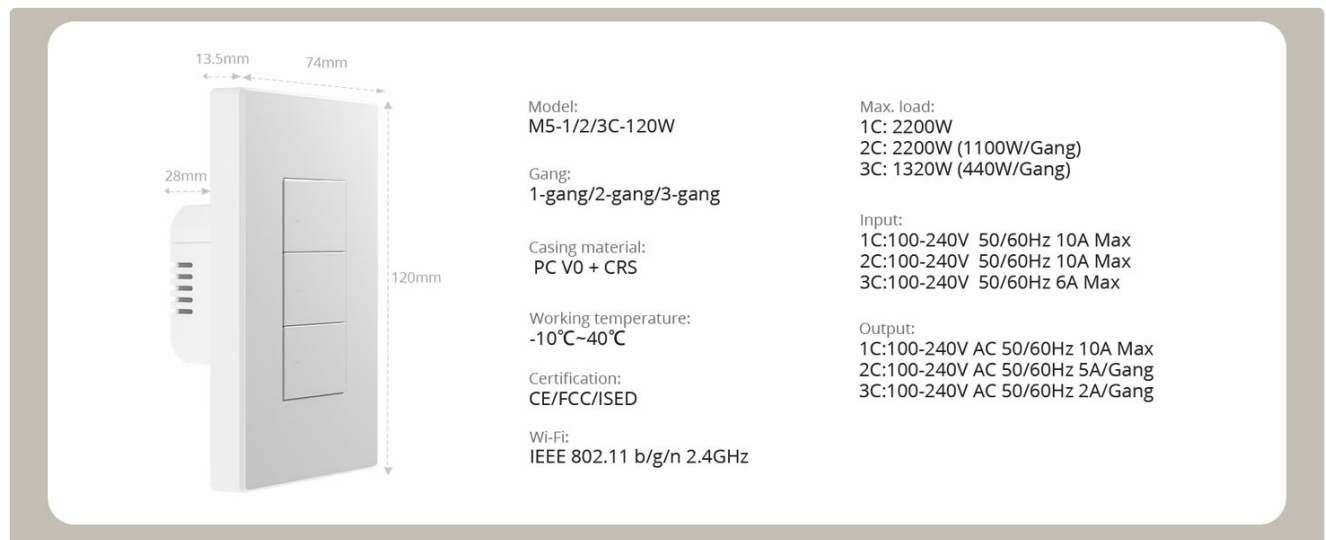 13.5mm
74mm
28mm
120mm
Model:
M5-1/2/3C-120W
Gang:
1-gang/2-gang/3-gang
Casing material:
PC V0 + CRS
Working temperature:
-10℃~40℃
Certification:
CE/FCC/ISED
Wi-Fi:
IEEE 802.11 b/g/n 2.4GHz
Max. load:
1C: 2200W
2C: 2200W (1100W/Gang)
3C: 1320W (440W/Gang)
Input:
1C:100-240V 50/60Hz 10A Max
2C:100-240V 50/60Hz 10A Max
3C:100-240V 50/60Hz 6A Max
Output:
1C:100-240V AC 50/60Hz 10A Max
2C:100-240V AC 50/60Hz 5A/Gang
3C:100-240V AC 50/60Hz 2A/Gang